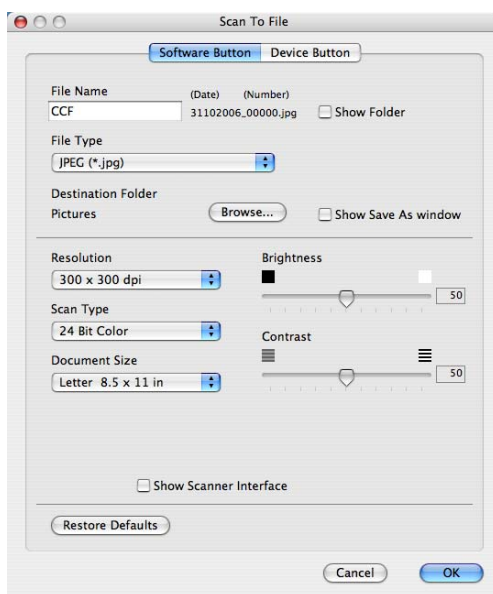 Scan To File
Software Button Device Button
File Name (Date) (Number)
CCF 31102006_00000.jpg Show Folder
File Type
JPEG (*.jpg)
Destination Folder
Pictures Browse... Show Save As window
Resolution Brightness
300 x 300 dpi 50
Scan Type
24 Bit Color Contrast
Document Size
Letter 8.5 x 11 in 50
Show Scanner Interface
Restore Defaults
Cancel OK